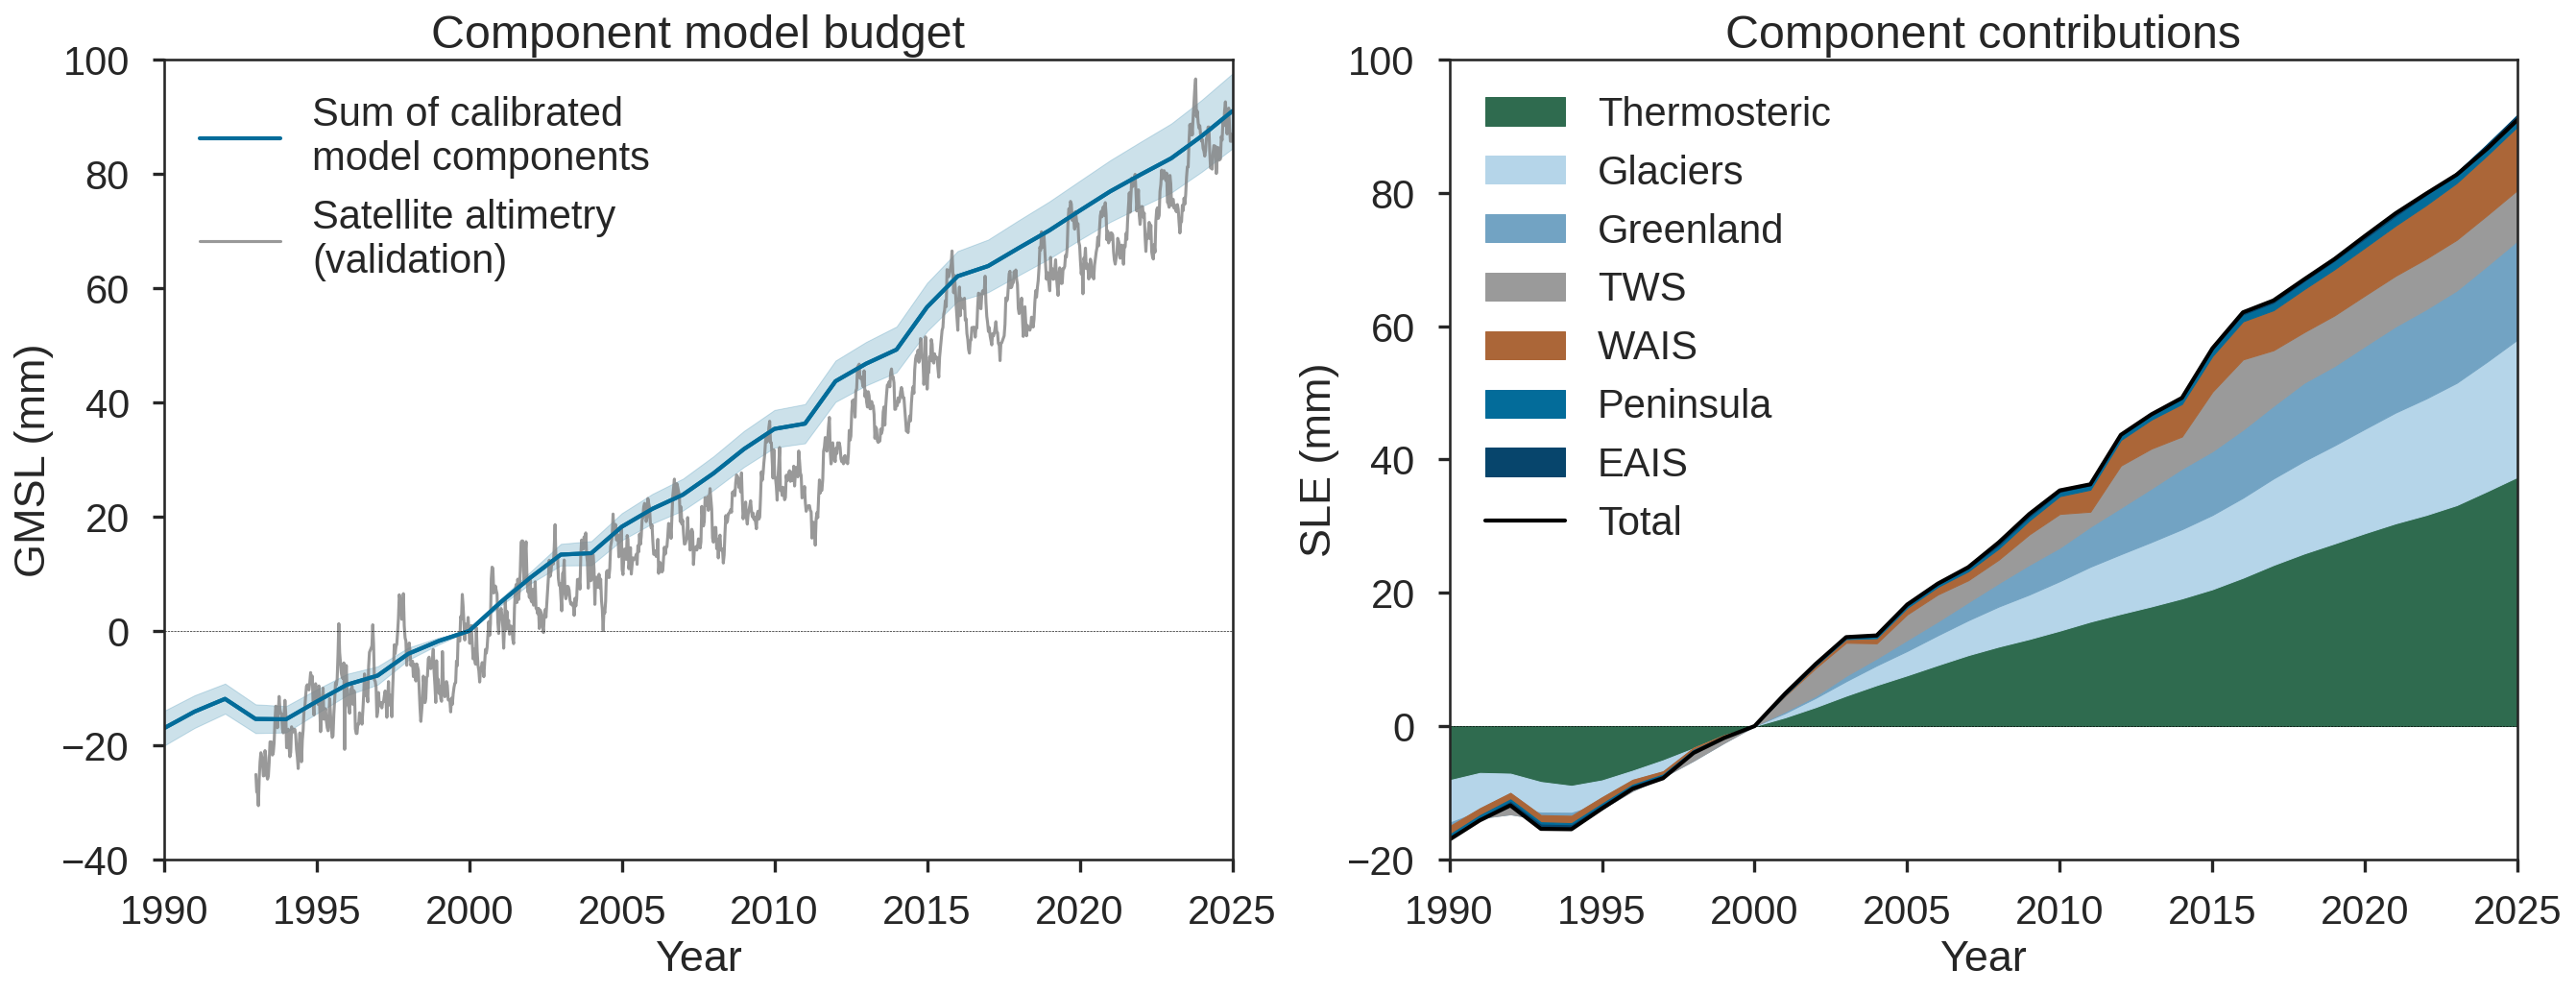 Component model budget
100
80
60
40
20
0
−20
−40
GMSL (mm)
Sum of calibrated
model components
Satellite altimetry
(validation)
1990 1995 2000 2005 2010 2015 2020 2025
Year
Component contributions
100
80
60
40
20
0
−20
SLE (mm)
Thermosteric
Glaciers
Greenland
TWS
WAIS
Peninsula
EAIS
Total
1990 1995 2000 2005 2010 2015 2020 2025
Year